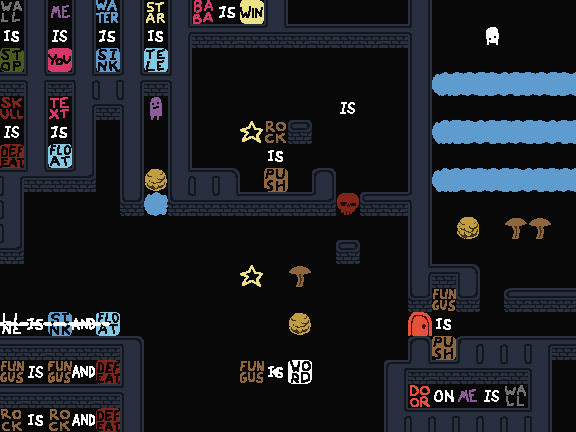 WALL IS STOP
ME IS YOU
WATER IS SINK
STAR IS TELE
BABA IS WIN
SKULL IS DEFEAT
TEXT IS FLOAT
IS
ROCK IS PUSH
IS SINK AND FLOAT
FUNGUS IS PUSH
FUNGUS IS FUNGUS AND DEFEAT
FUNGUS IS WORD
DOOR ON ME IS WALL
ROCK IS ROCK AND DEFEAT